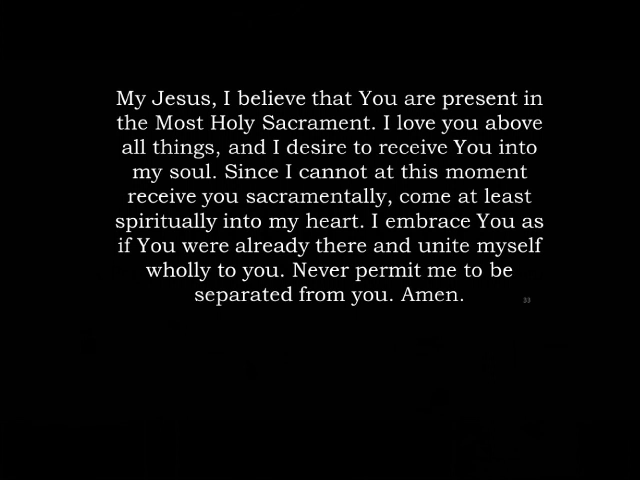 My Jesus, I believe that You are present in
the Most Holy Sacrament. I love you above
all things, and I desire to receive You into
my soul. Since I cannot at this moment
receive you sacramentally, come at least
spiritually into my heart. I embrace You as
if You were already there and unite myself
wholly to you. Never permit me to be
separated from you. Amen.